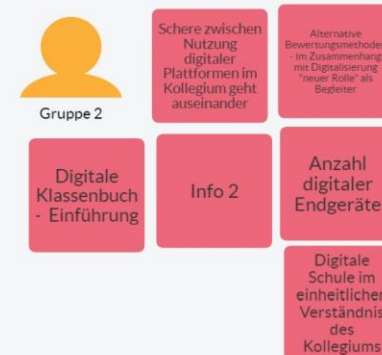 Schere zwischen
Nutzung
digitaler
Plattformen im
Kollegium geht
auseinander
Alternative
Bewertungsmethoden
- im Zusammenhang
mit Digitalisierung
"neuer Rolle" als
Begleiter
Gruppe 2
Digitale
Klassenbuch
- Einführung
Info 2
Anzahl
digitaler
Endgeräte
Digitale
Schule im
einheitlichen
Verständnis
des
Kollegiums